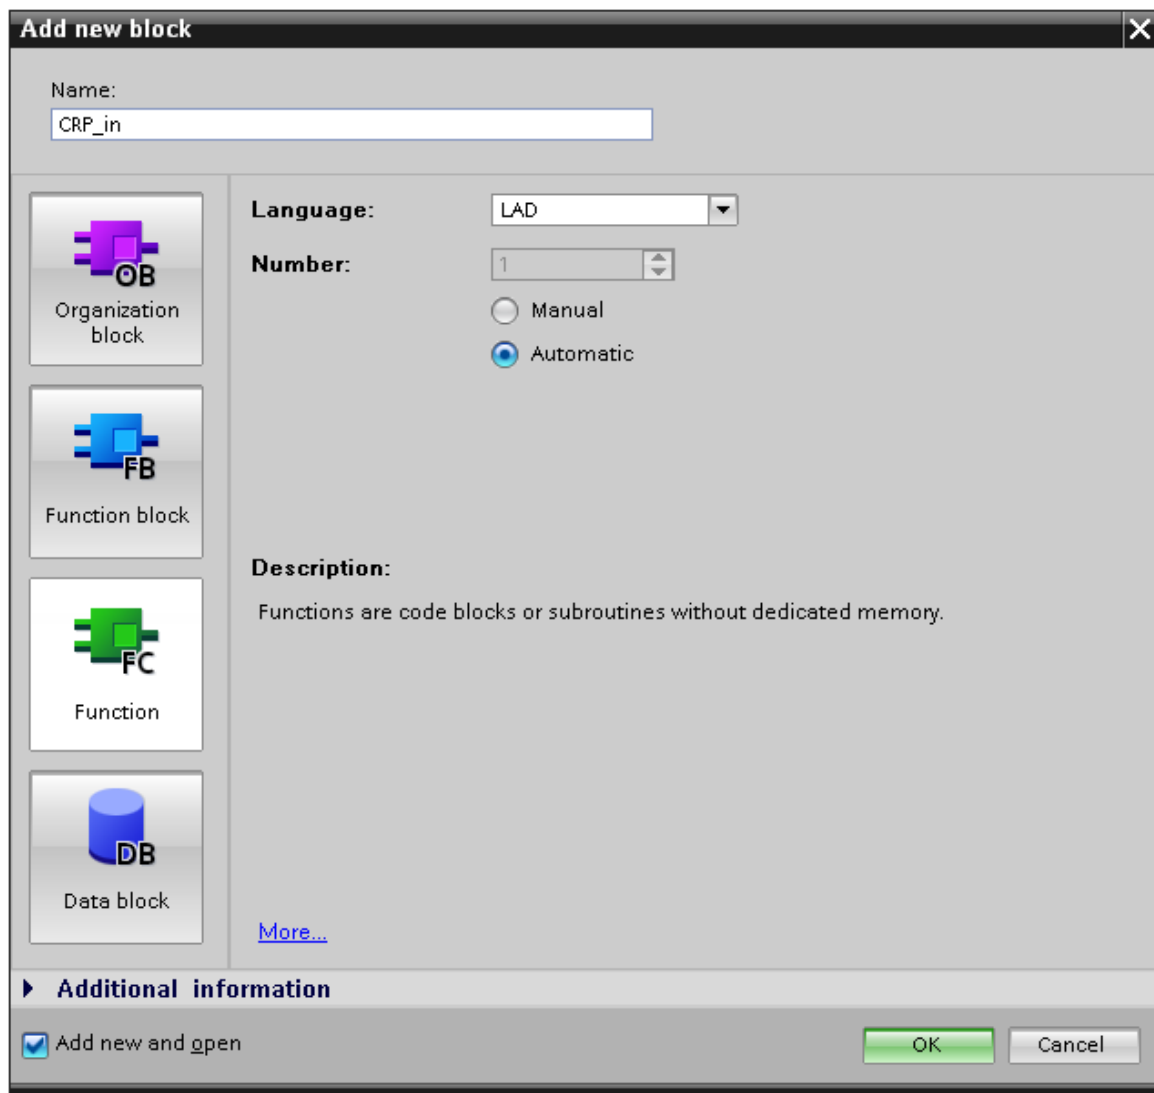 Add new block
Name:
CRP_in
OB
Organization
block
FB
Function block
FC
Function
DB
Data block
Language:
LAD
Number:
1
Manual
Automatic
Description:
Functions are code blocks or subroutines without dedicated memory.
More...
Additional information
Add new and open
OK
Cancel